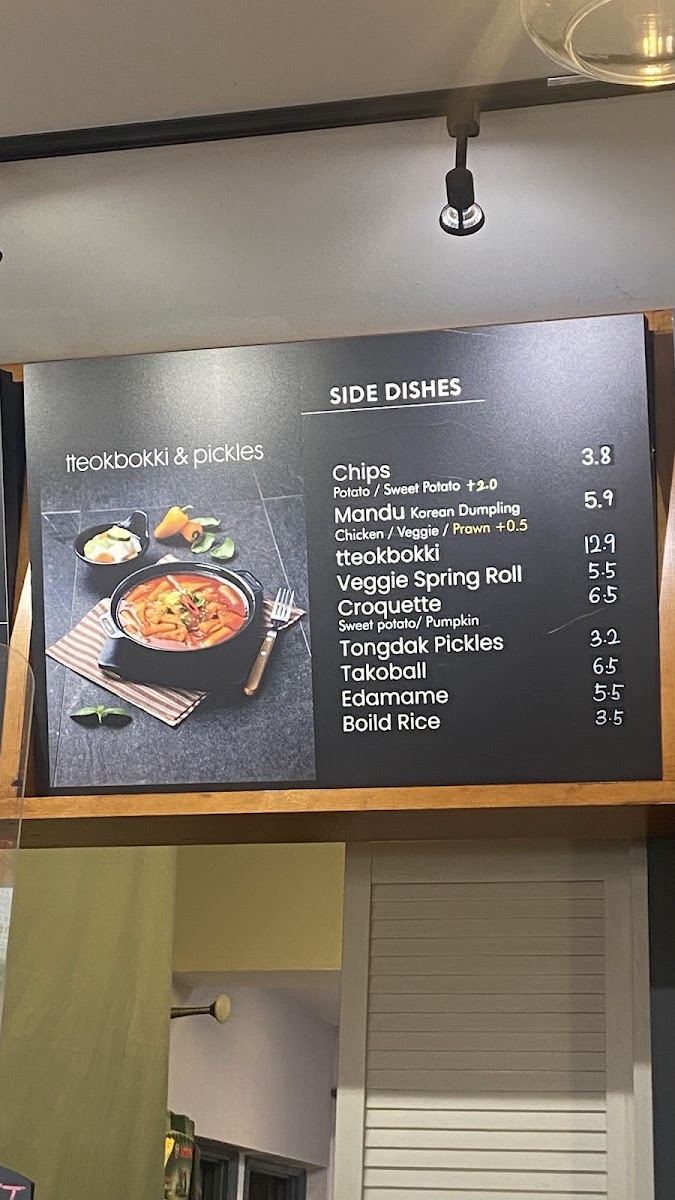 SIDE DISHES
tteokbokki & pickles
Chips 3.8
Potato / Sweet Potato +2.0
Mandu Korean Dumpling 5.9
Chicken / Veggie / Prawn +0.5
tteokbokki 12.9
Veggie Spring Roll 5.5
Croquette 6.5
Sweet potato/ Pumpkin
Tongdak Pickles 3.2
Takoball 6.5
Edamame 5.5
Boild Rice 3.5